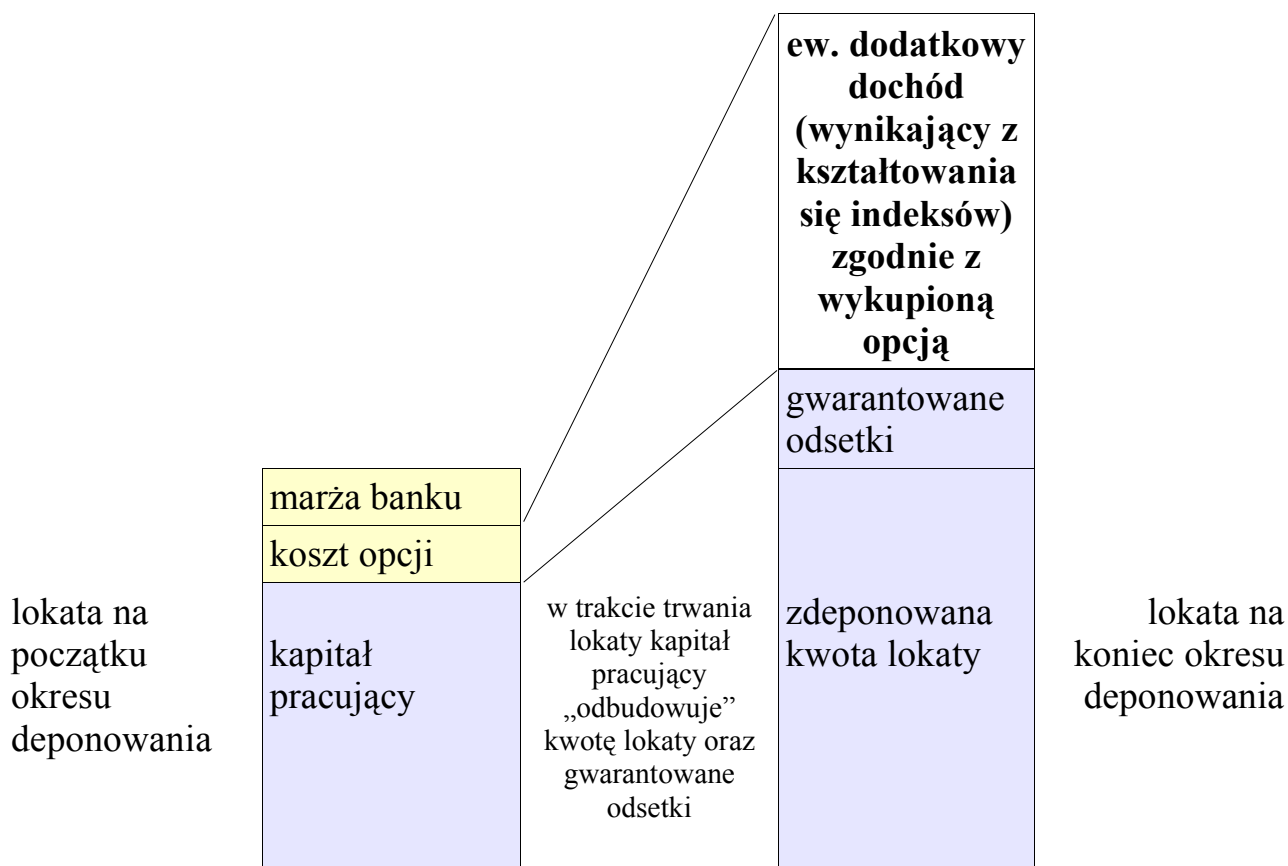 ew. dodatkowy
dochód
(wynikający z
kształtowania
się indeksów)
zgodnie z
wykupioną
opcją
gwarantowane
odsetki
marża banku
koszt opcji
lokata na
początku
okresu
deponowania
kapitał
pracujący
w trakcie trwania
lokaty kapitał
pracujący
„odbudowuje”
kwotę lokaty oraz
gwarantowane
odsetki
zdeponowana
kwota lokaty
lokata na
koniec okresu
deponowania